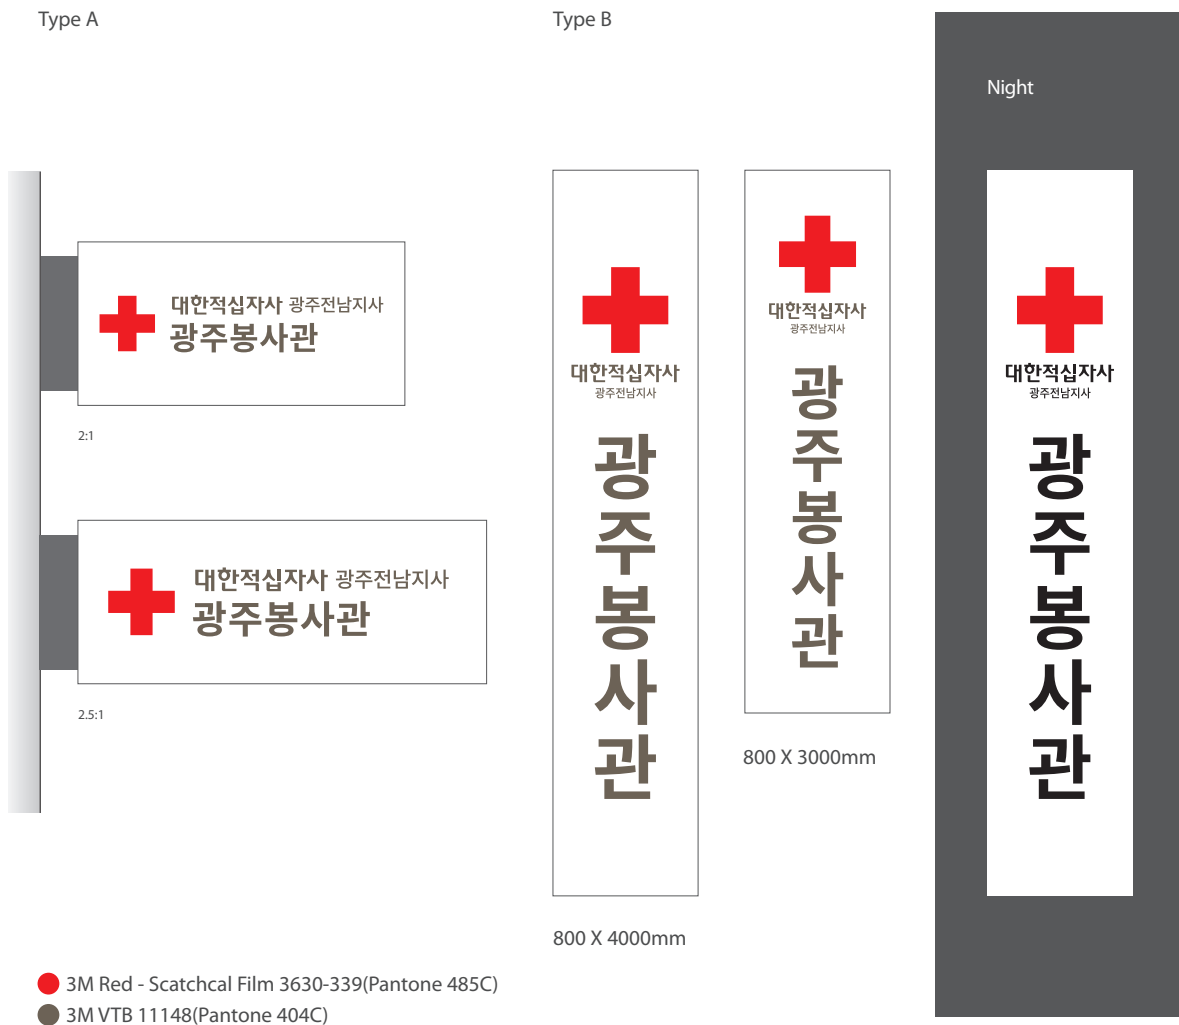 Type A
대한적십자사 광주전남지사
광주봉사관
2:1
대한적십자사 광주전남지사
광주봉사관
2.5:1
Type B
대한적십자사
광주전남지사
광주봉사관
800 X 4000mm
대한적십자사
광주전남지사
광주봉사관
800 X 3000mm
Night
대한적십자사
광주전남지사
광주봉사관
3M Red - Scatchcal Film 3630-339(Pantone 485C)
3M VTB 11148(Pantone 404C)